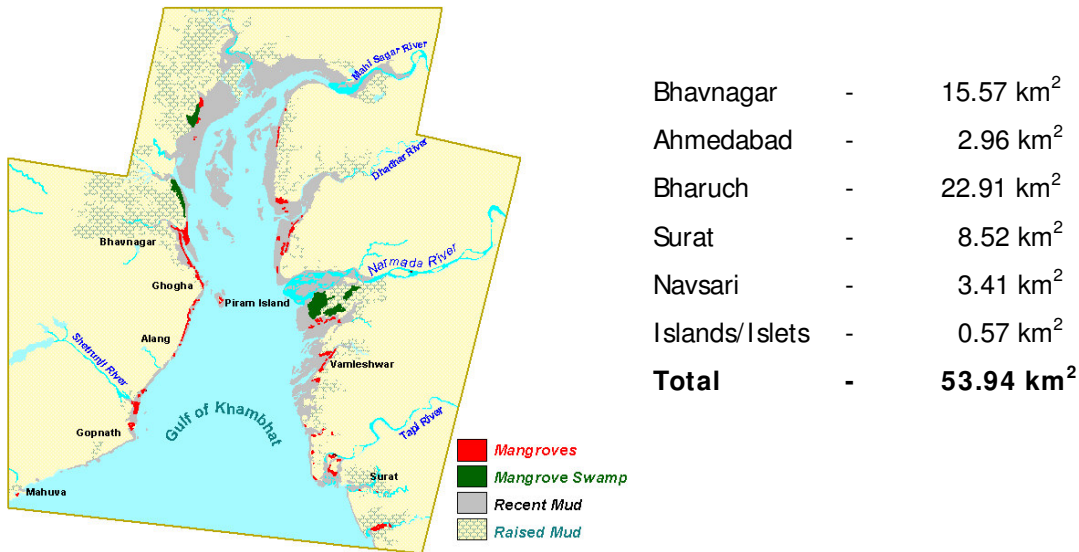 Mahi Sagar River
Dhadhar River
Bhavnagar
Narmada River
Ghogha
Piram Island
Alang
Shetrunji River
Vamleshwar
Gulf of Khambhat
Tapi River
Gopnath
Surat
Mahuva
Mangroves
Mangrove Swamp
Recent Mud
Raised Mud
Bhavnagar - 15.57 km²
Ahmedabad - 2.96 km²
Bharuch - 22.91 km²
Surat - 8.52 km²
Navsari - 3.41 km²
Islands/Islets - 0.57 km²
Total - 53.94 km²